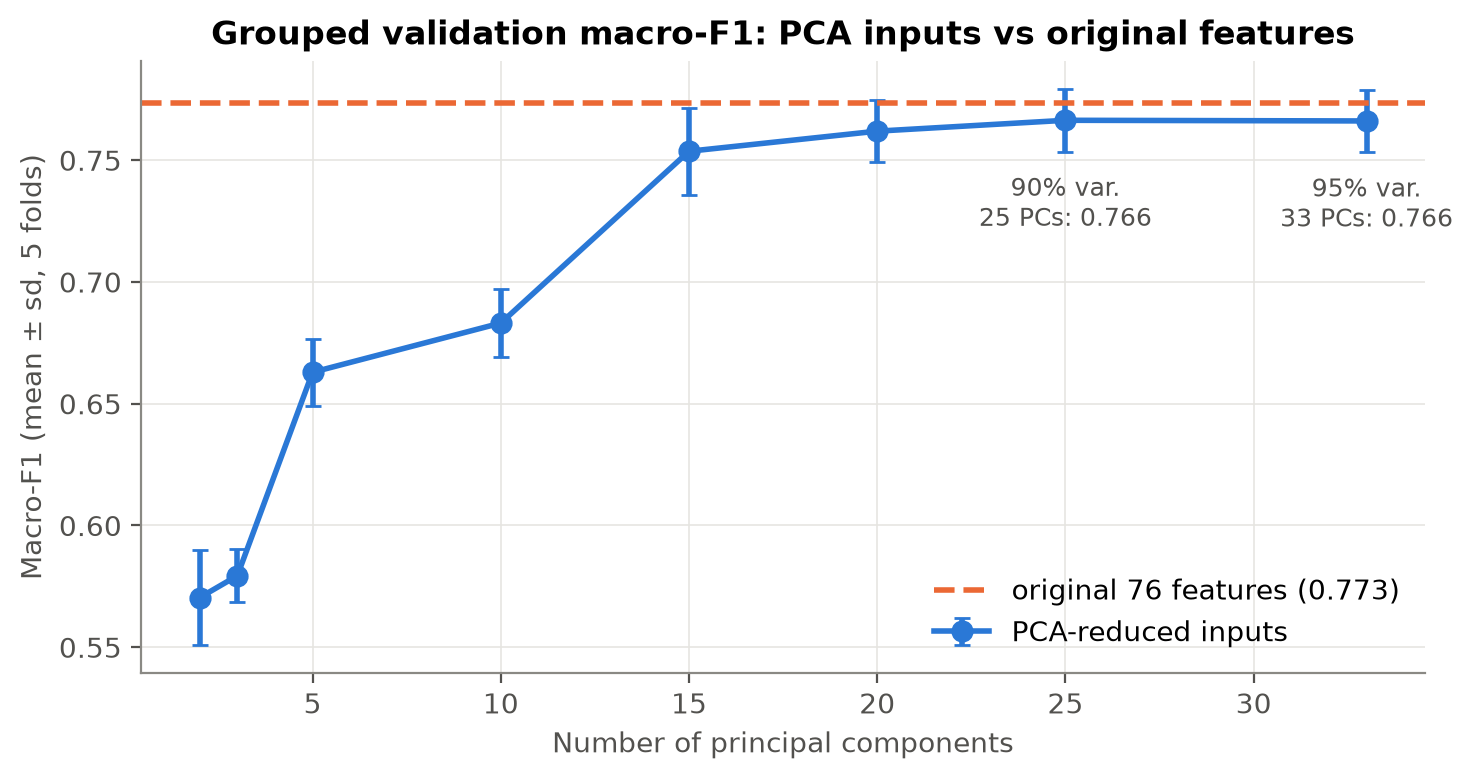 Grouped validation macro-F1: PCA inputs vs original features
Macro-F1 (mean ± sd, 5 folds)
0.75
0.70
0.65
0.60
0.55
90% var.
25 PCs: 0.766
95% var.
33 PCs: 0.766
original 76 features (0.773)
PCA-reduced inputs
5
10
15
20
25
30
Number of principal components